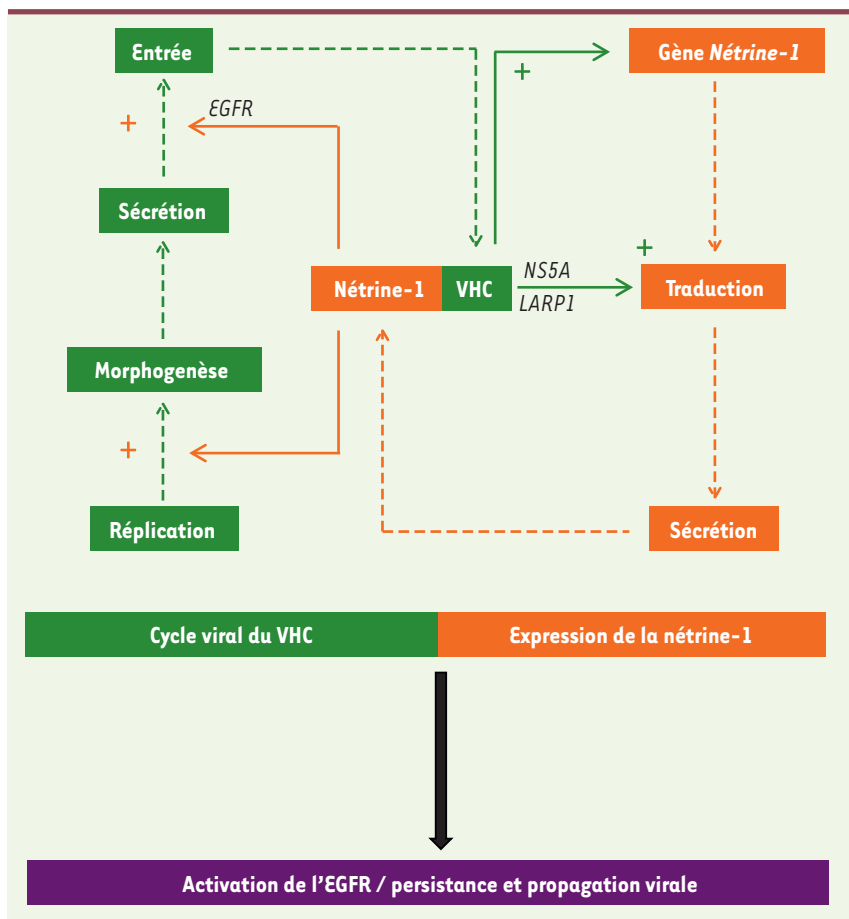 Entrée
Gène Nétrine-1
+
EGFR
+
Sécrétion
+
Nétrine-1
VHC
NS5A
LARP1
Traduction
Morphogenèse
+
Réplication
Sécrétion
Cycle viral du VHC
Expression de la nétrine-1
Activation de l'EGFR / persistance et propagation virale